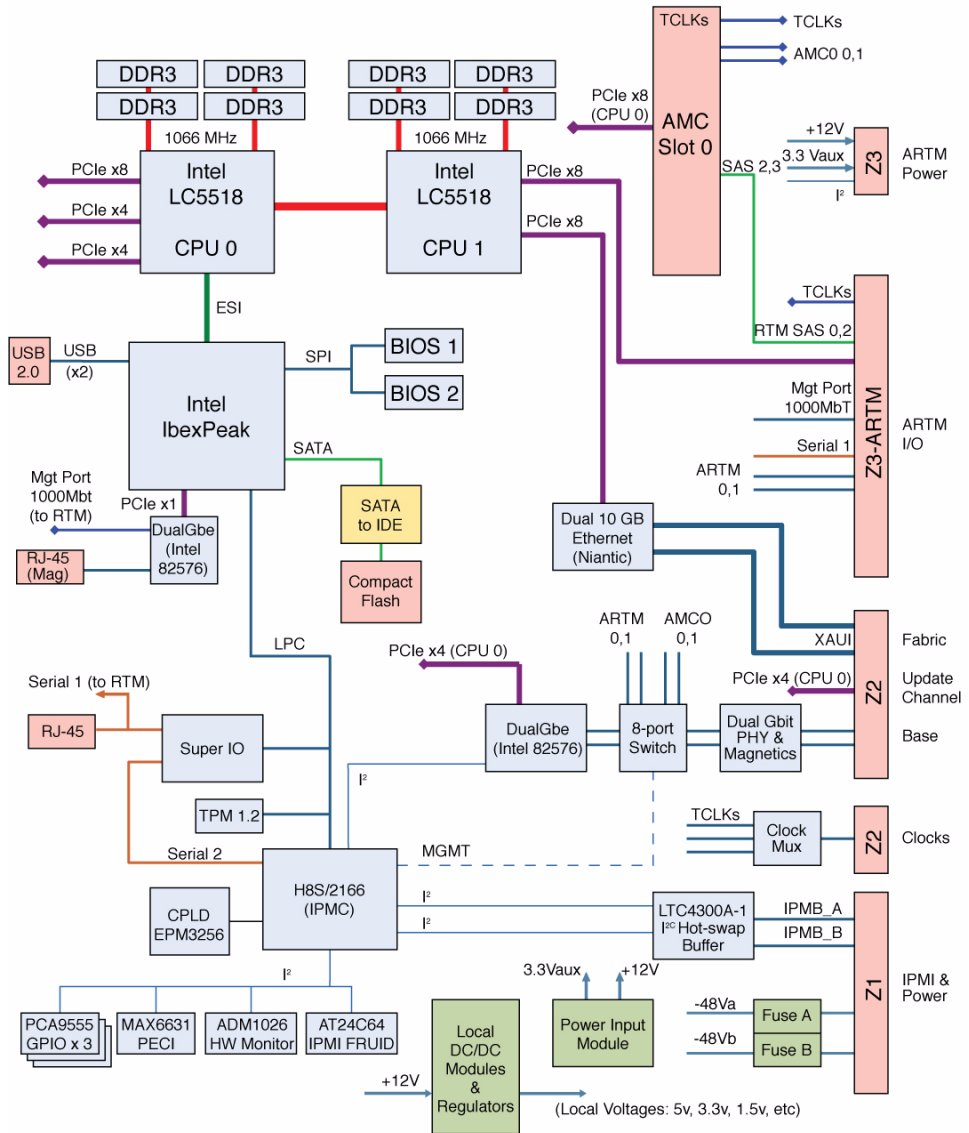 TCLKs
TCLKs
AMC0 0,1
DDR3
DDR3
DDR3
DDR3
DDR3
DDR3
DDR3
DDR3
1066 MHz
1066 MHz
PCIe x8
(CPU 0)
AMC
Slot 0
SAS 2,3
+12V
3.3 Vaux
I²
Z3
ARTM
Power
PCIe x8
PCIe x4
PCIe x4
Intel
LC5518
CPU 0
Intel
LC5518
CPU 1
PCIe x8
PCIe x8
ESI
TCLKs
RTM SAS 0,2
Mgt Port
1000MbT
Serial 1
ARTM
0,1
Z3-ARTM
ARTM
I/O
USB
2.0
USB
(x2)
Intel
IbexPeak
SPI
BIOS 1
BIOS 2
SATA
SATA
to IDE
Compact
Flash
Mgt Port
1000Mbt
(to RTM)
PCIe x1
DualGbe
(Intel
82576)
RJ-45
(Mag)
Dual 10 GB
Ethernet
(Niantic)
LPC
ARTM
0,1
AMCO
0,1
XAUI
Fabric
PCIe x4 (CPU 0)
PCIe x4 (CPU 0)
Z2
Update
Channel
Base
Serial 1 (to RTM)
RJ-45
Super IO
DualGbe
(Intel 82576)
8-port
Switch
Dual Gbit
PHY &
Magnetics
I²
TPM 1.2
Serial 2
MGMT
TCLKs
Clock
Mux
Z2
Clocks
H8S/2166
(IPMC)
CPLD
EPM3256
I²
I²
LTC4300A-1
I²ᶜ Hot-swap
Buffer
IPMB_A
IPMB_B
Z1
IPMI &
Power
I²
PCA9555
GPIO x 3
MAX6631
PECI
ADM1026
HW Monitor
AT24C64
IPMI FRUID
3.3Vaux
+12V
Power Input
Module
-48Va
Fuse A
-48Vb
Fuse B
+12V
Local
DC/DC
Modules
&
Regulators
(Local Voltages: 5v, 3.3v, 1.5v, etc)